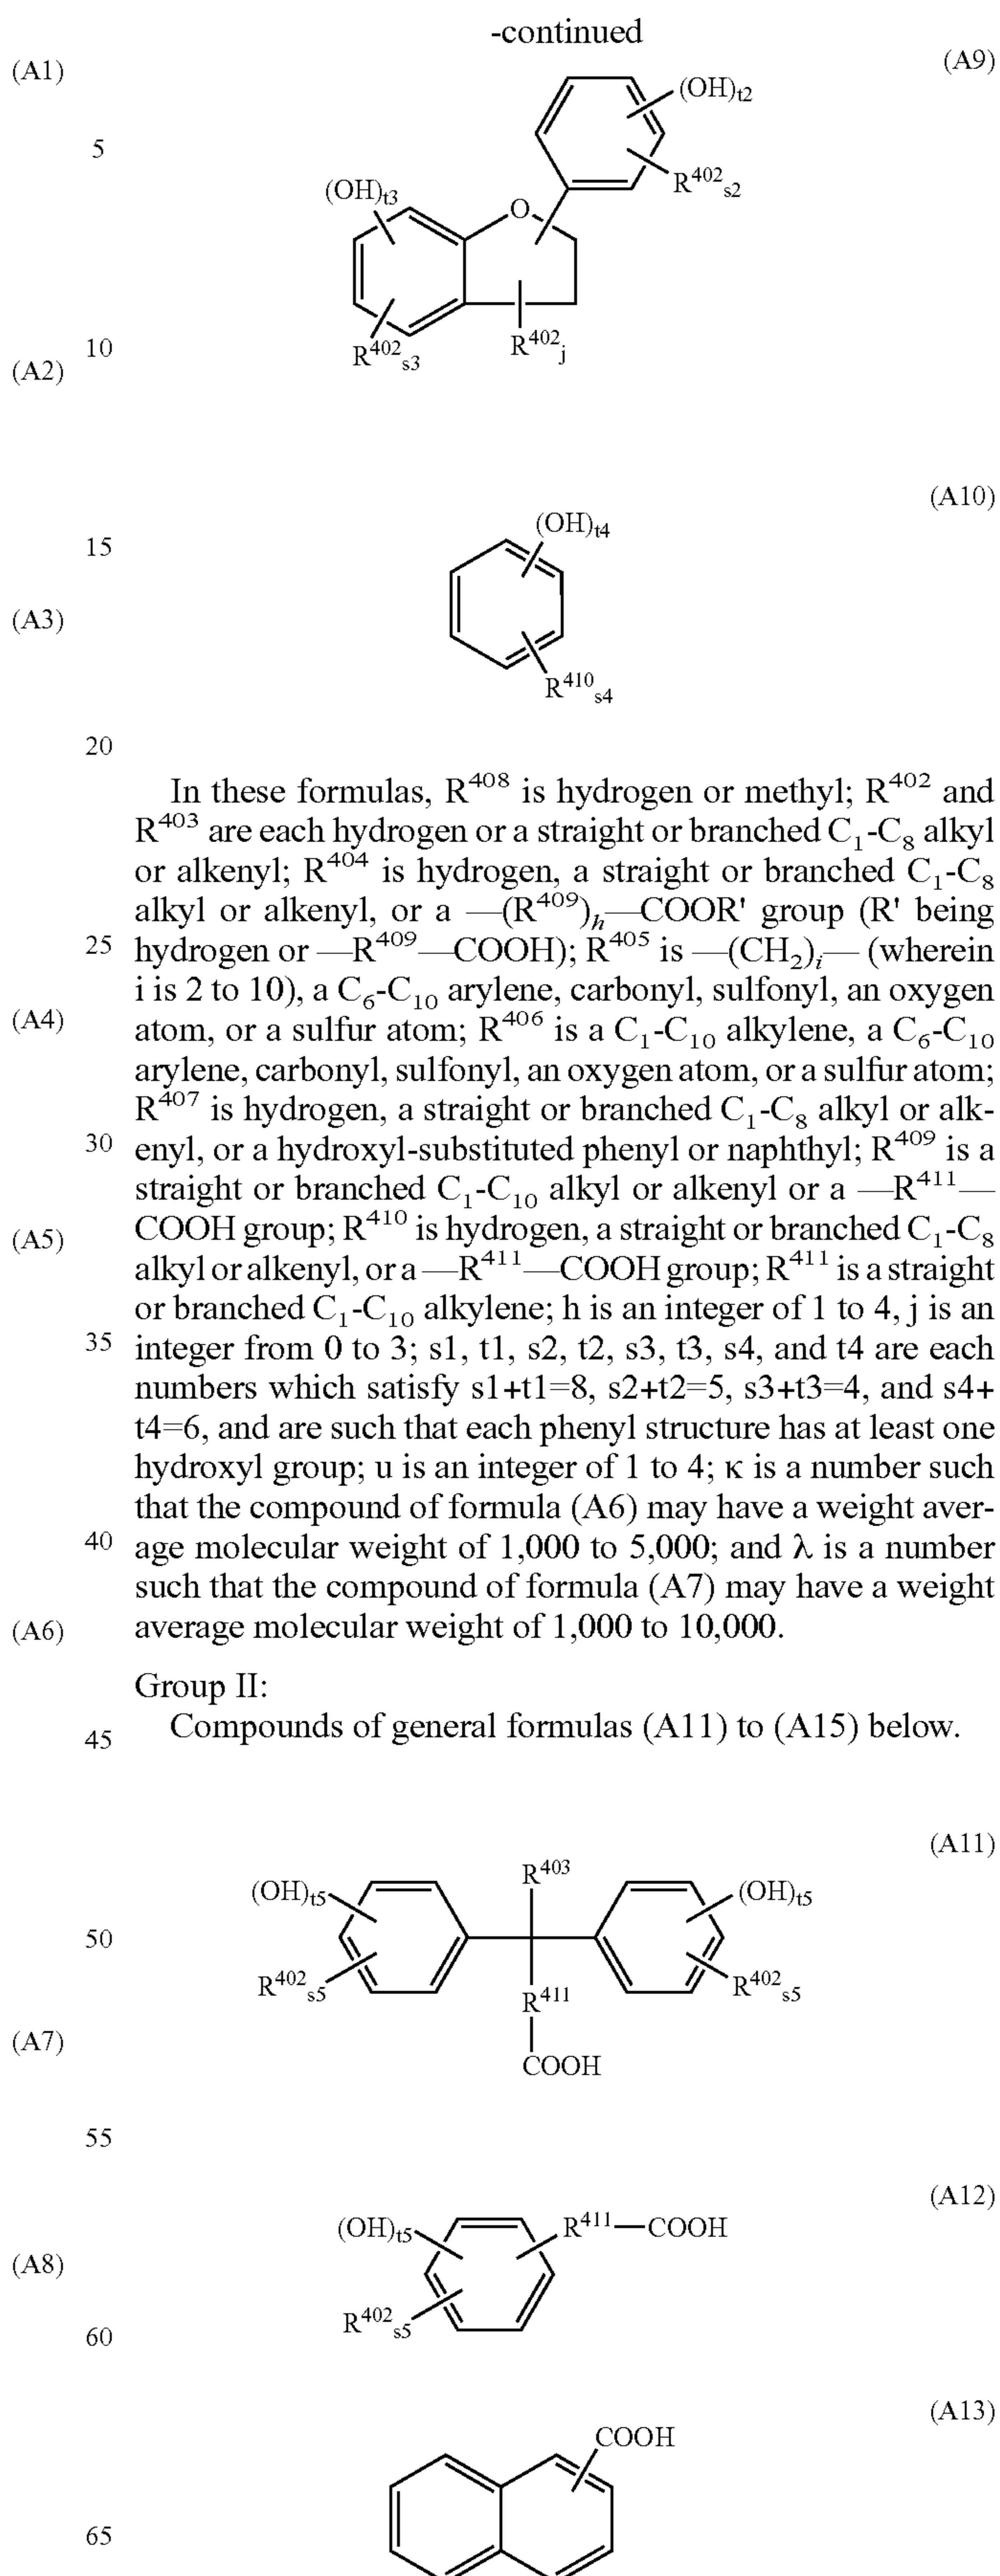 -continued
(A1)
(A9)
(OH)t2
5
R402s2
(OH)t3
O
10
R402s3
R402j
(A2)
(A10)
(OH)t4
15
(A3)
R410s4
20
In these formulas, R408 is hydrogen or methyl; R402 and
R403 are each hydrogen or a straight or branched C1-C8 alkyl
or alkenyl; R404 is hydrogen, a straight or branched C1-C8
alkyl or alkenyl, or a —(R409)h—COOR' group (R' being
25 hydrogen or —R409—COOH); R405 is —(CH2)i— (wherein
i is 2 to 10), a C6-C10 arylene, carbonyl, sulfonyl, an oxygen
(A4) atom, or a sulfur atom; R406 is a C1-C10 alkylene, a C6-C10
arylene, carbonyl, sulfonyl, an oxygen atom, or a sulfur atom;
R407 is hydrogen, a straight or branched C1-C8 alkyl or alk-
30 enyl, or a hydroxyl-substituted phenyl or naphthyl; R409 is a
straight or branched C1-C10 alkyl or alkenyl or a —R411—
(A5) COOH group; R410 is hydrogen, a straight or branched C1-C8
alkyl or alkenyl, or a —R411—COOH group; R411 is a straight
or branched C1-C10 alkylene; h is an integer of 1 to 4, j is an
35 integer from 0 to 3; s1, t1, s2, t2, s3, t3, s4, and t4 are each
numbers which satisfy s1+t1=8, s2+t2=5, s3+t3=4, and s4+
t4=6, and are such that each phenyl structure has at least one
hydroxyl group; u is an integer of 1 to 4; κ is a number such
that the compound of formula (A6) may have a weight aver-
40 age molecular weight of 1,000 to 5,000; and λ is a number
such that the compound of formula (A7) may have a weight
(A6) average molecular weight of 1,000 to 10,000.
Group II:
45 Compounds of general formulas (A11) to (A15) below.
(A11)
R403
(OH)t5
(OH)t5
50
R402s5
R402s5
R411
(A7)
COOH
55
(A12)
(OH)t5
R411—COOH
(A8)
R402s5
60
(A13)
COOH
65